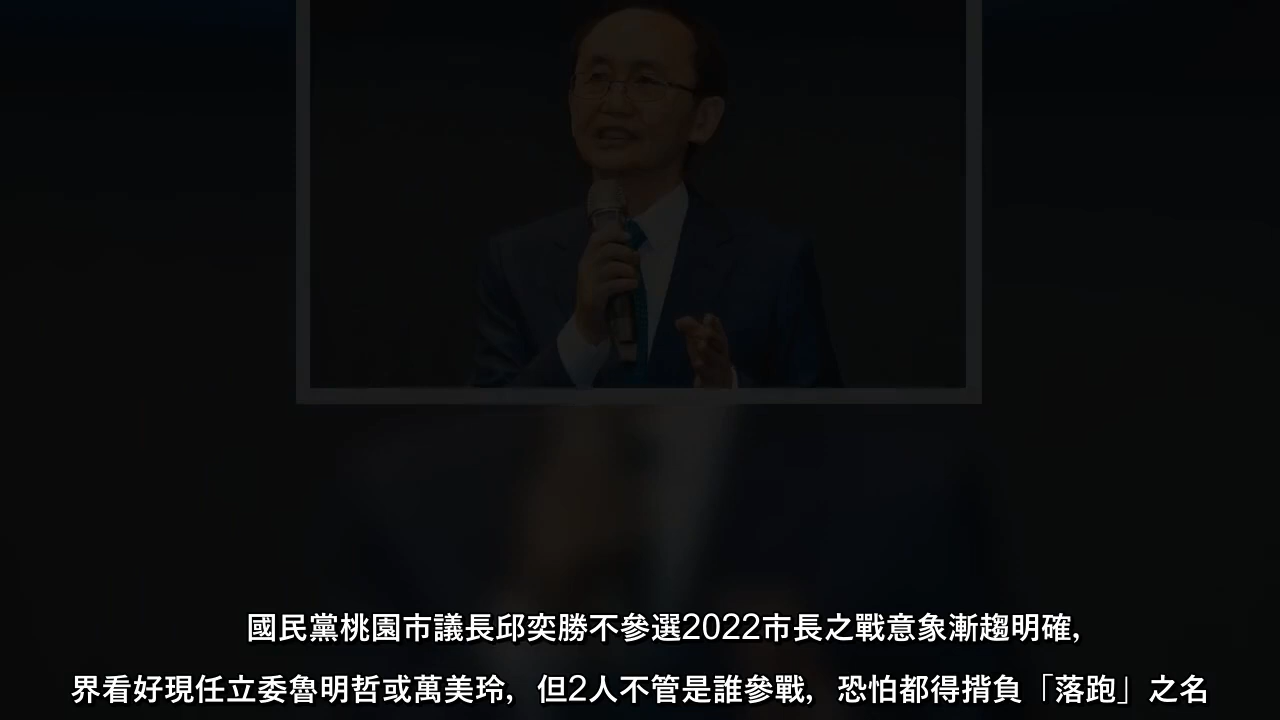 國民黨桃園市議長邱奕勝不參選2022市長之戰意象漸趨明確,
界看好現任立委魯明哲或萬美玲, 但2人不管是誰參戰, 恐怕都得揹負「落跑」之名